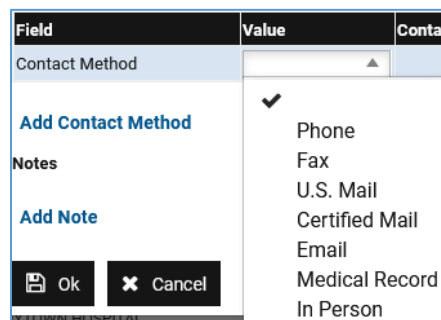 Field Value Conta
Contact Method
Add Contact Method
Notes
Add Note
Ok Cancel
Phone
Fax
U.S. Mail
Certified Mail
Email
Medical Record
In Person